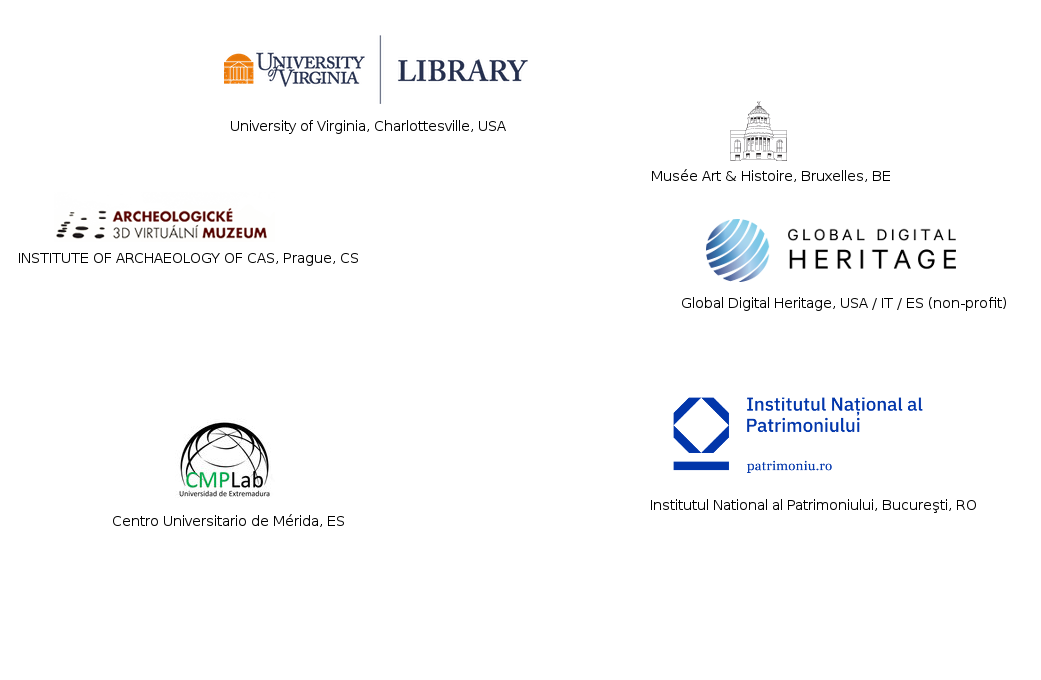 UNIVERSITY
of VIRGINIA
LIBRARY
University of Virginia, Charlottesville, USA
Musée Art & Histoire, Bruxelles, BE
ARCHEOLOGICKÉ
3D VIRTUÁLNÍ MUZEUM
INSTITUTE OF ARCHAEOLOGY OF CAS, Prague, CS
GLOBAL DIGITAL
HERITAGE
Global Digital Heritage, USA / IT / ES (non-profit)
CMPLab
Universidad de Extremadura
Centro Universitario de Mérida, ES
Institutul Național al
Patrimoniului
patrimoniu.ro
Institutul National al Patrimoniului, Bucureşti, RO